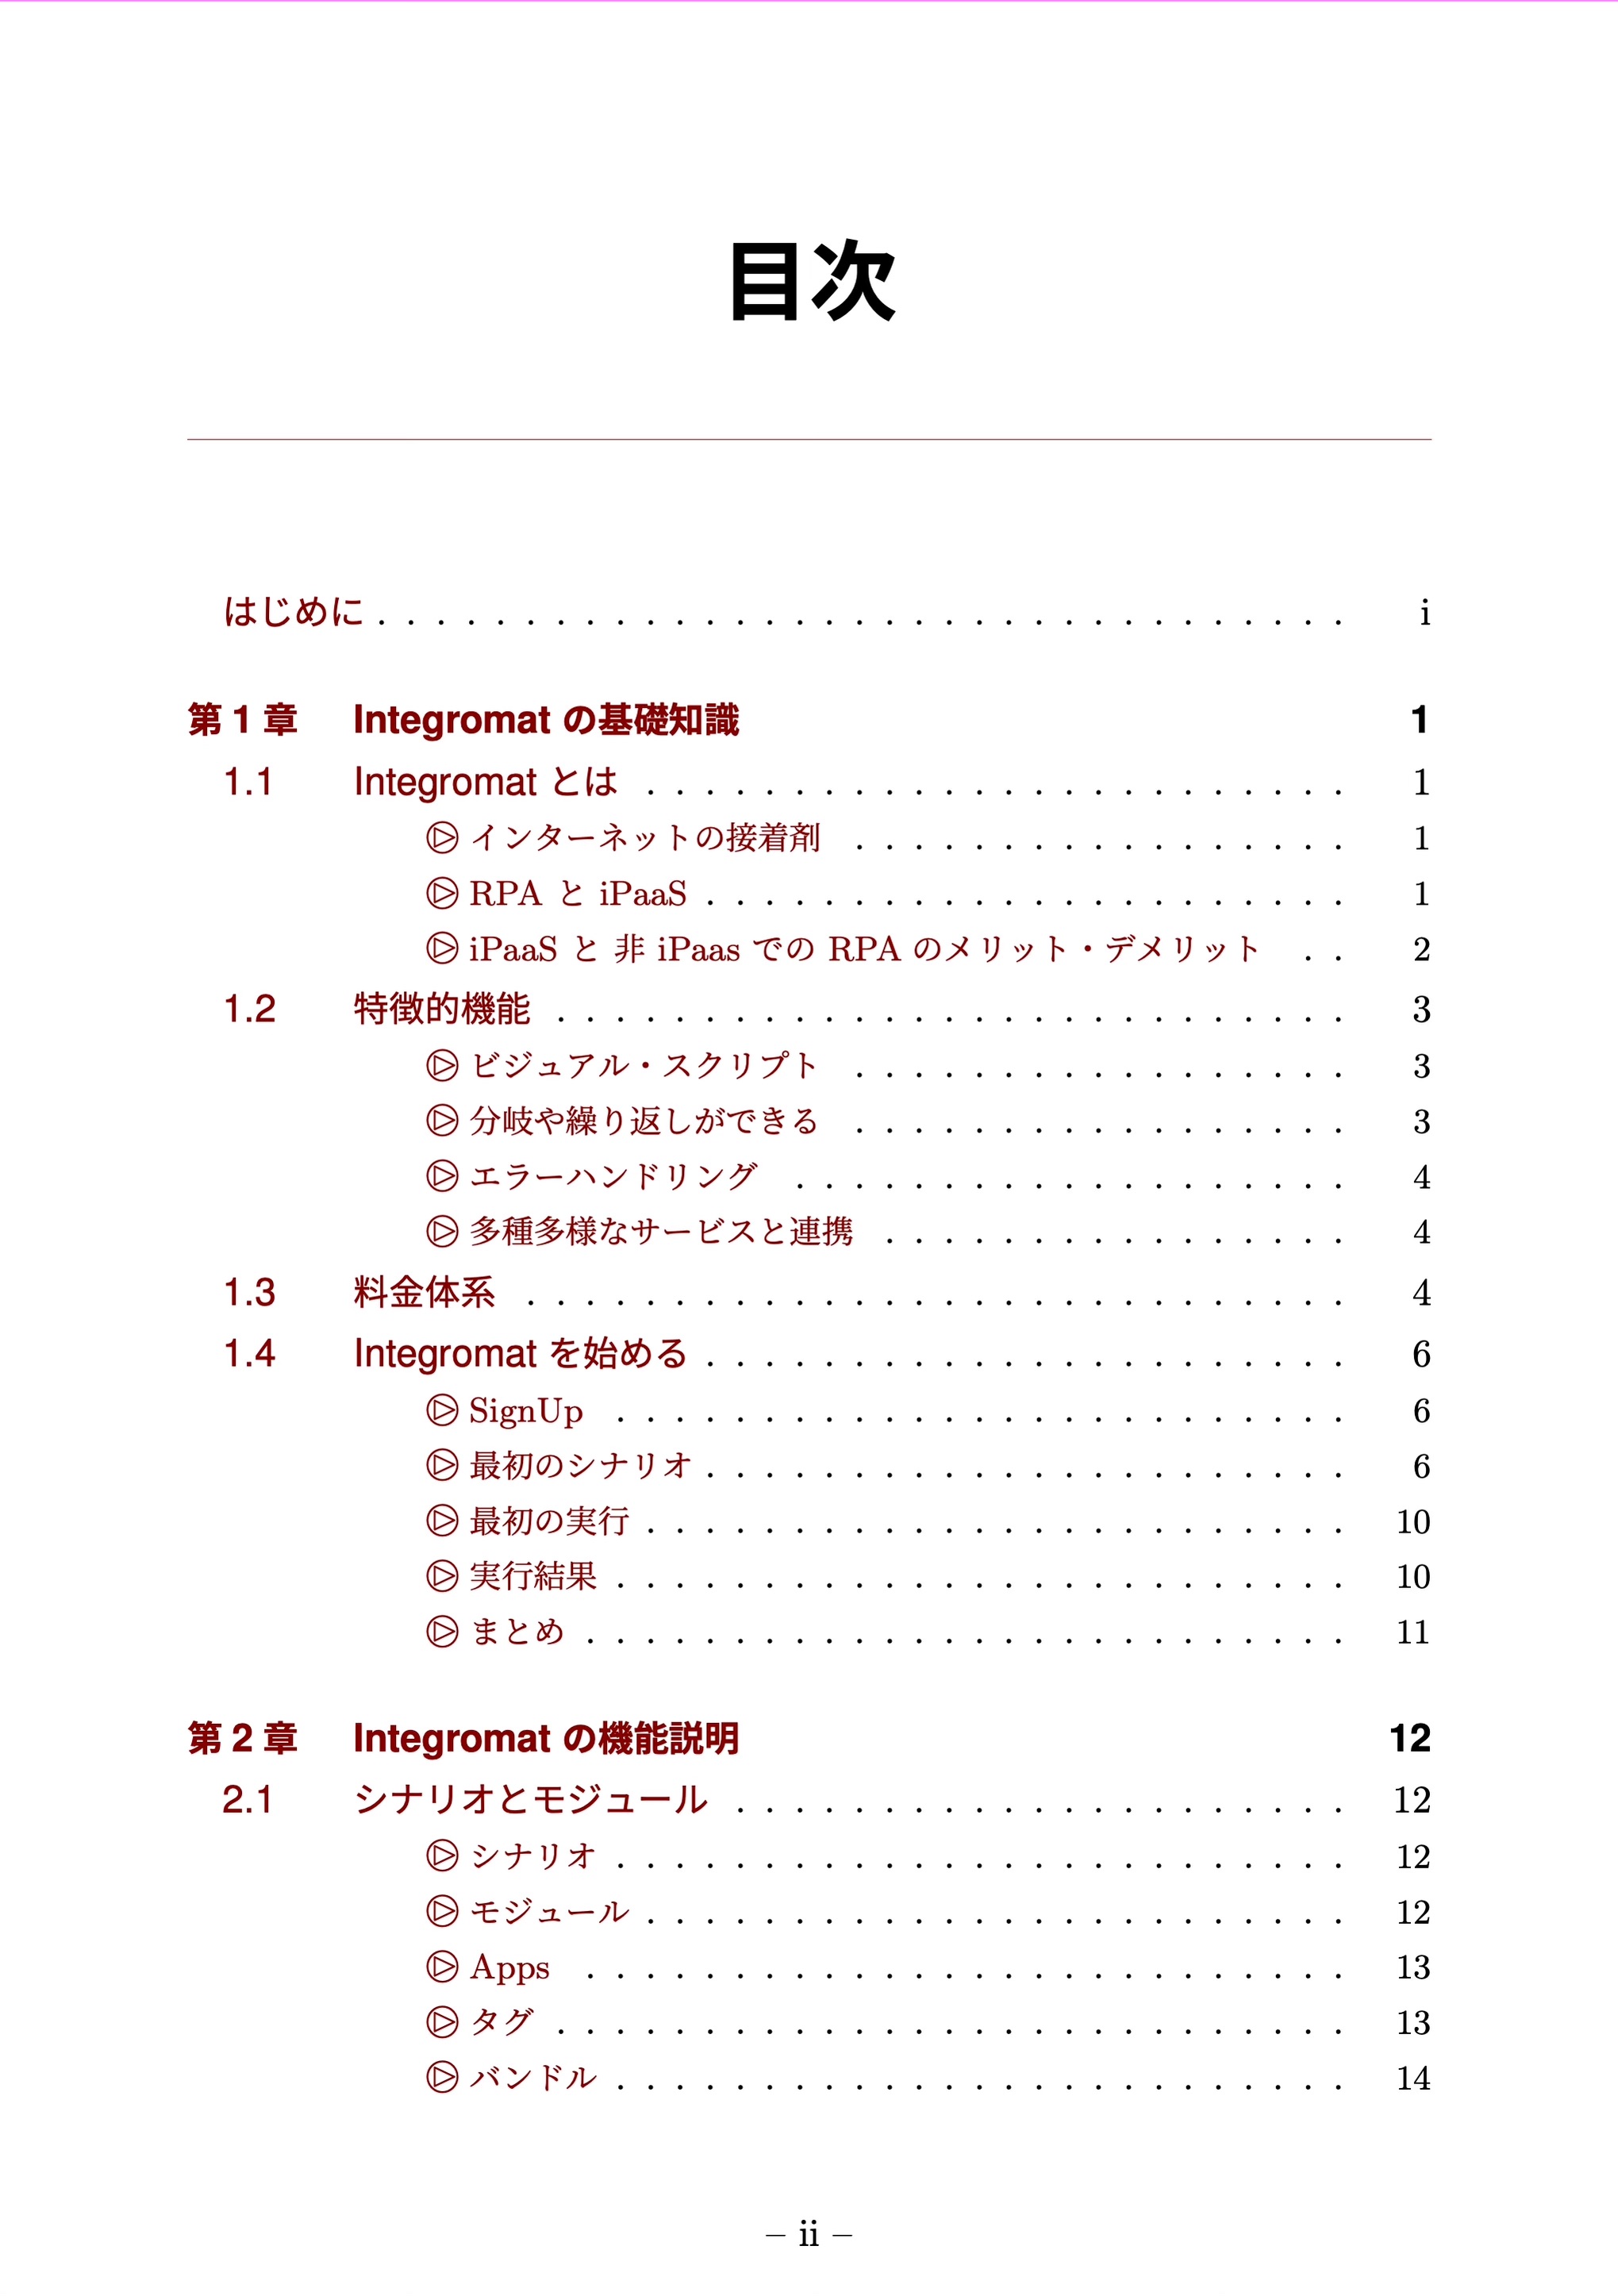 目次
はじめに . . . . . . . . . . . . . . . . . . . . . . . . . . . . . . . . . i
第 1 章 Integromat の基礎知識 1
1.1 Integromat とは . . . . . . . . . . . . . . . . . . . . . . . . 1
▷ インターネットの接着剤 . . . . . . . . . . . . . . . . . 1
▷ RPA と iPaaS . . . . . . . . . . . . . . . . . . . . . . 1
▷ iPaaS と 非 iPaas での RPA のメリット・デメリット . . 2
1.2 特徴的機能 . . . . . . . . . . . . . . . . . . . . . . . . . . . 3
▷ ビジュアル・スクリプト . . . . . . . . . . . . . . . . . 3
▷ 分岐や繰り返しができる . . . . . . . . . . . . . . . . . 3
▷ エラーハンドリング . . . . . . . . . . . . . . . . . . . 4
▷ 多種多様なサービスと連携 . . . . . . . . . . . . . . . . 4
1.3 料金体系 . . . . . . . . . . . . . . . . . . . . . . . . . . . . 4
1.4 Integromat を始める . . . . . . . . . . . . . . . . . . . . . . 6
▷ SignUp . . . . . . . . . . . . . . . . . . . . . . . . . 6
▷ 最初のシナリオ . . . . . . . . . . . . . . . . . . . . . . 6
▷ 最初の実行 . . . . . . . . . . . . . . . . . . . . . . . . 10
▷ 実行結果 . . . . . . . . . . . . . . . . . . . . . . . . . 10
▷ まとめ . . . . . . . . . . . . . . . . . . . . . . . . . . 11
第 2 章 Integromat の機能説明 12
2.1 シナリオとモジュール . . . . . . . . . . . . . . . . . . . . . 12
▷ シナリオ . . . . . . . . . . . . . . . . . . . . . . . . . 12
▷ モジュール . . . . . . . . . . . . . . . . . . . . . . . . 12
▷ Apps . . . . . . . . . . . . . . . . . . . . . . . . . . 13
▷ タグ . . . . . . . . . . . . . . . . . . . . . . . . . . . 13
▷ バンドル . . . . . . . . . . . . . . . . . . . . . . . . . 14
– ii –